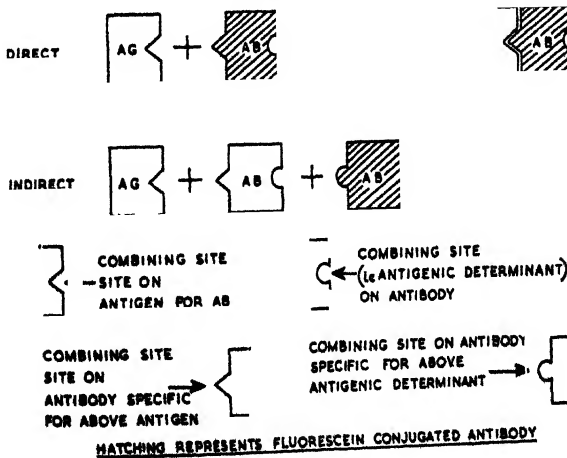 DIRECT AG + AB AB
INDIRECT AG + AB + AB
COMBINING SITE
SITE ON
ANTIGEN FOR AB
COMBINING SITE
(i.e ANTIGENIC DETERMINANT)
ON ANTIBODY
COMBINING SITE
SITE ON
ANTIBODY SPECIFIC
FOR ABOVE ANTIGEN
COMBINING SITE ON ANTIBODY
SPECIFIC FOR ABOVE
ANTIGENIC DETERMINANT
HATCHING REPRESENTS FLUORESCEIN CONJUGATED ANTIBODY